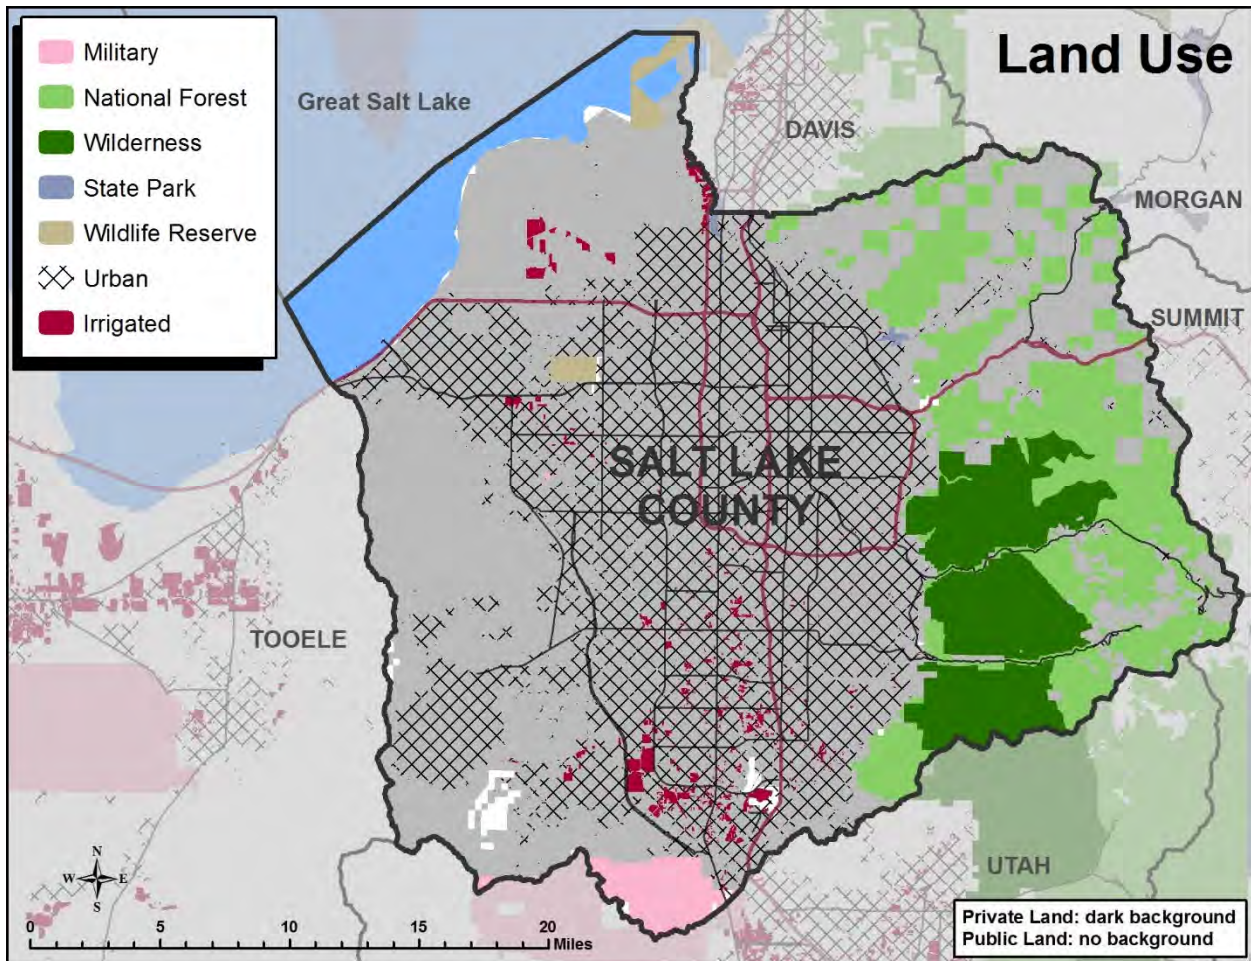 Land Use
Military
National Forest
Wilderness
State Park
Wildlife Reserve
Urban
Irrigated
Great Salt Lake
DAVIS
MORGAN
SUMMIT
SALT LAKE
COUNTY
TOOELE
UTAH
N
W E
S
0 5 10 15 20
Miles
Private Land: dark background
Public Land: no background